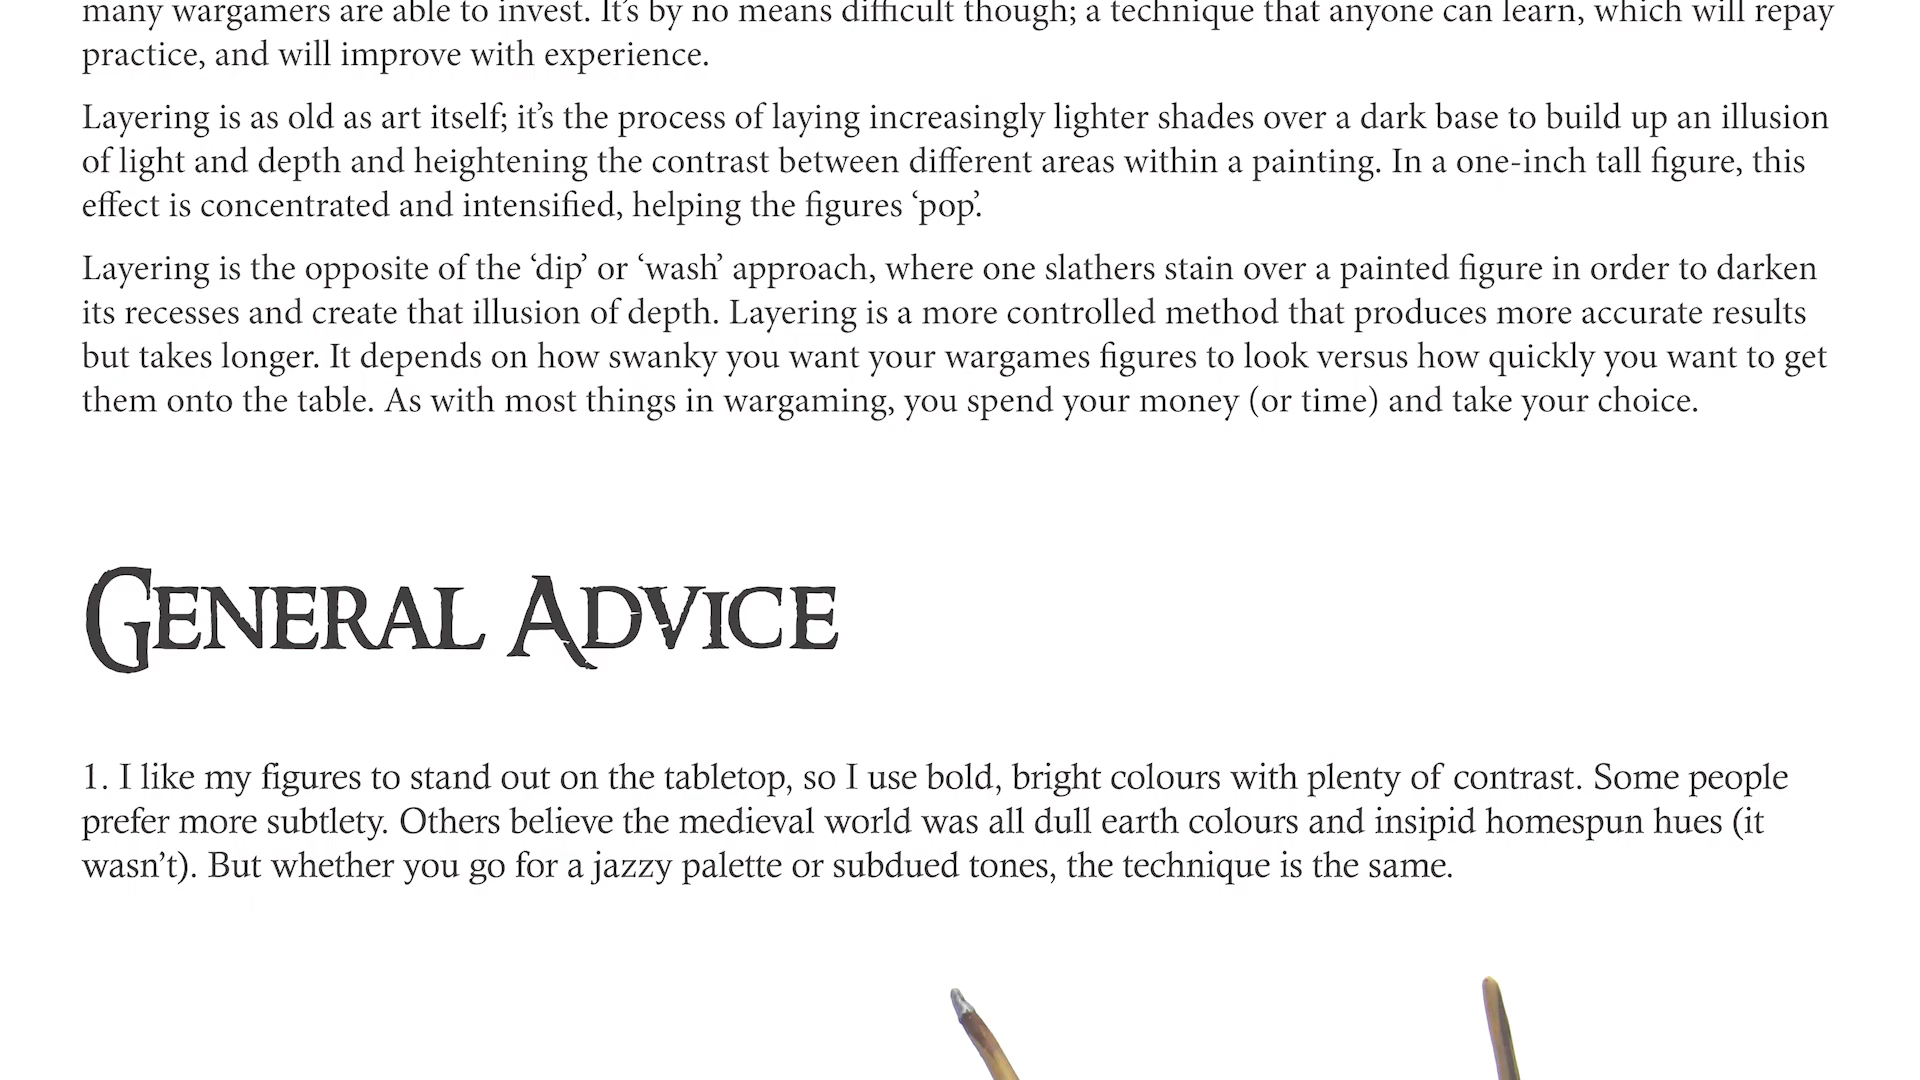 many wargamers are able to invest. It’s by no means difficult though; a technique that anyone can learn, which will repay
practice, and will improve with experience.
Layering is as old as art itself; it’s the process of laying increasingly lighter shades over a dark base to build up an illusion
of light and depth and heightening the contrast between different areas within a painting. In a one-inch tall figure, this
effect is concentrated and intensified, helping the figures ‘pop’.
Layering is the opposite of the ‘dip’ or ‘wash’ approach, where one slathers stain over a painted figure in order to darken
its recesses and create that illusion of depth. Layering is a more controlled method that produces more accurate results
but takes longer. It depends on how swanky you want your wargames figures to look versus how quickly you want to get
them onto the table. As with most things in wargaming, you spend your money (or time) and take your choice.
General Advice
1. I like my figures to stand out on the tabletop, so I use bold, bright colours with plenty of contrast. Some people
prefer more subtlety. Others believe the medieval world was all dull earth colours and insipid homespun hues (it
wasn’t). But whether you go for a jazzy palette or subdued tones, the technique is the same.